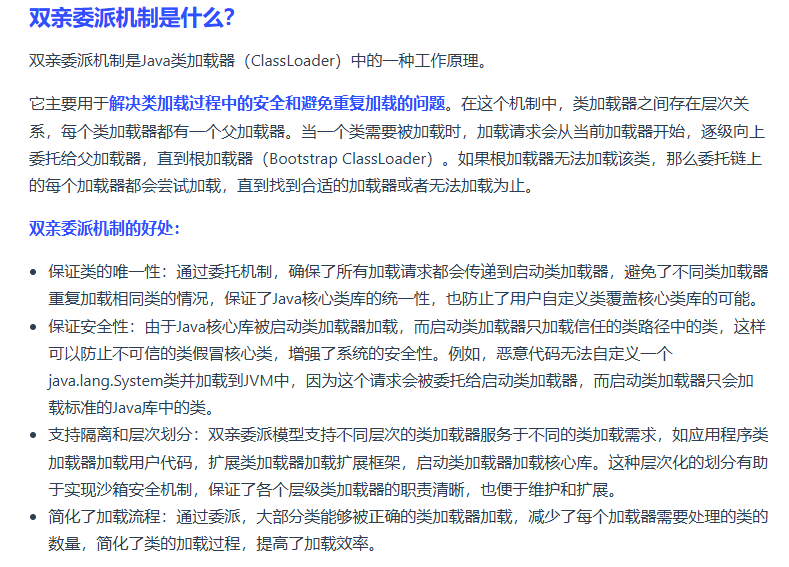 双亲委派机制是什么？
双亲委派机制是Java类加载器（ClassLoader）中的一种工作原理。
它主要用于解决类加载过程中的安全和避免重复加载的问题。在这个机制中，类加载器之间存在层次关
系，每个类加载器都有一个父加载器。当一个类需要被加载时，加载请求会从当前加载器开始，逐级向上
委托给父加载器，直到根加载器（Bootstrap ClassLoader）。如果根加载器无法加载该类，那么委托链上
的每个加载器都会尝试加载，直到找到合适的加载器或者无法加载为止。
双亲委派机制的好处：
• 保证类的唯一性：通过委托机制，确保了所有加载请求都会传递到启动类加载器，避免了不同类加载器
重复加载相同类的情况，保证了Java核心类库的统一性，也防止了用户自定义类覆盖核心类库的可能。
• 保证安全性：由于Java核心库被启动类加载器加载，而启动类加载器只加载信任的类路径中的类，这样
可以防止不可信的类假冒核心类，增强了系统的安全性。例如，恶意代码无法自定义一个
java.lang.System类并加载到JVM中，因为这个请求会被委托给启动类加载器，而启动类加载器只会加
载标准的Java库中的类。
• 支持隔离和层次划分：双亲委派模型支持不同层次的类加载器服务于不同的类加载需求，如应用程序类
加载器加载用户代码，扩展类加载器加载扩展框架，启动类加载器加载核心库。这种层次化的划分有助
于实现沙箱安全机制，保证了各个层级类加载器的职责清晰，也便于维护和扩展。
• 简化了加载流程：通过委派，大部分类能够被正确的类加载器加载，减少了每个加载器需要处理的类的
数量，简化了类的加载过程，提高了加载效率。